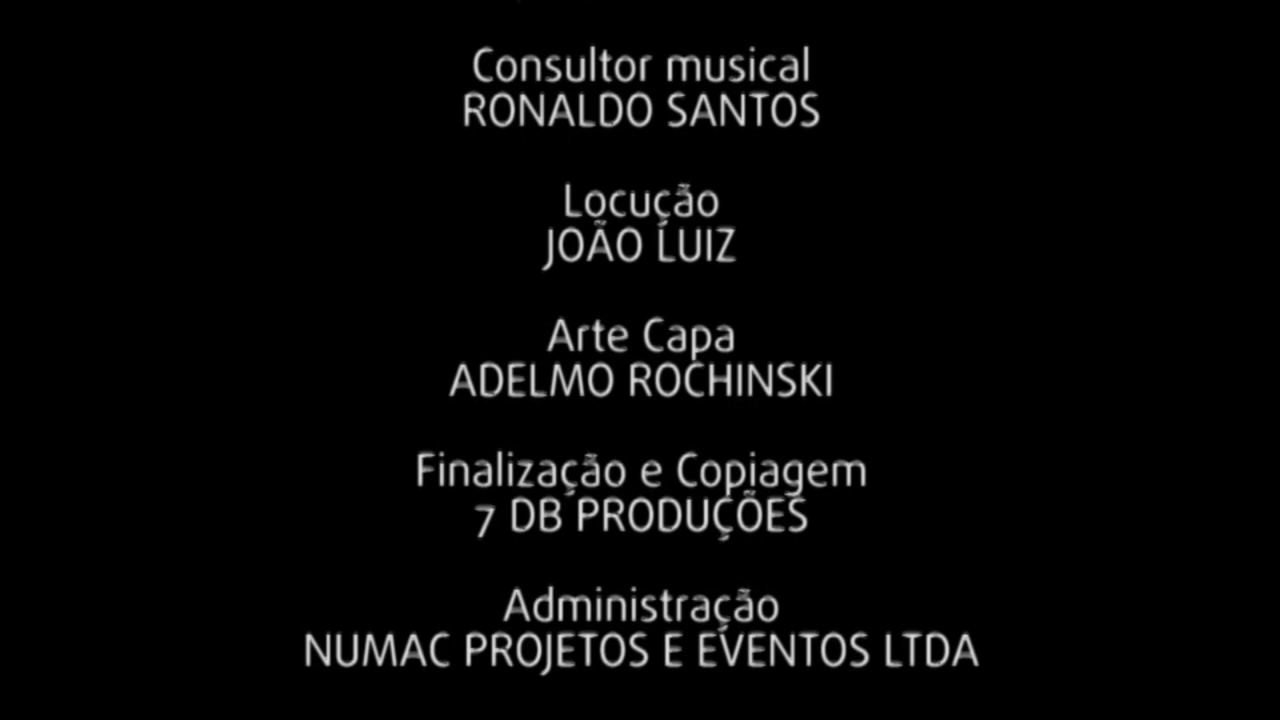 Consultor musical
RONALDO SANTOS
Locução
JOÃO LUIZ
Arte Capa
ADELMO ROCHINSKI
Finalização e Copiagem
7 DB PRODUÇÕES
Administração
NUMAC PROJETOS E EVENTOS LTDA